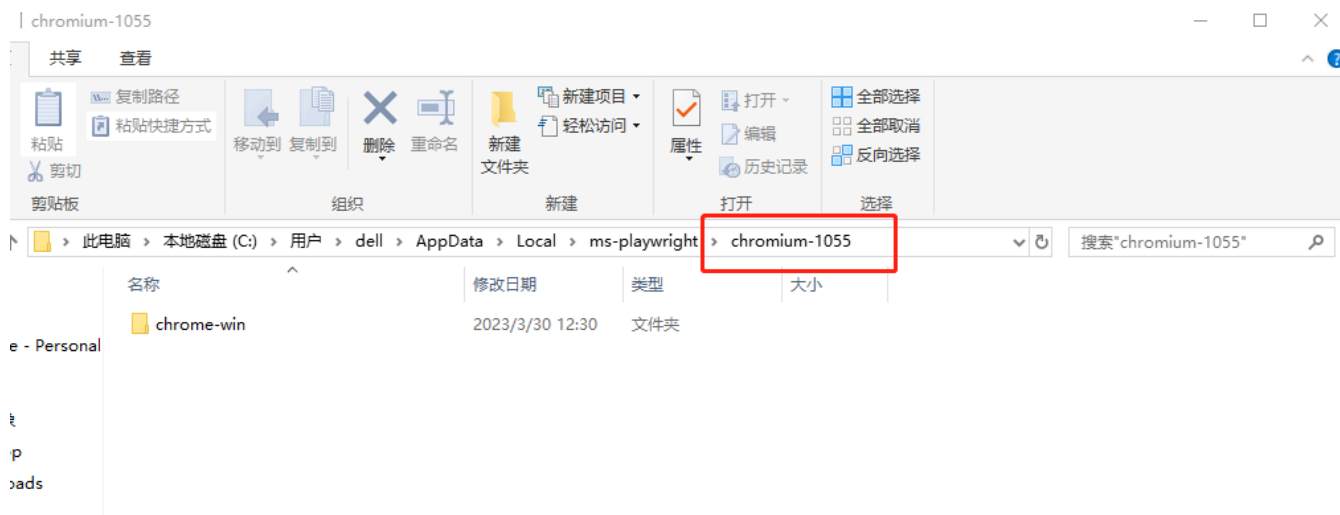 chromium-1055
共享 查看
复制路径 新建项目 打开 全部选择
粘贴快捷方式 轻松访问 编辑 全部取消
粘贴 移动到 复制到 删除 重命名 新建 文件夹 属性 历史记录 反向选择
剪切
剪贴板 组织 新建 打开 选择
此电脑 › 本地磁盘 (C:) › 用户 › dell › AppData › Local › ms-playwright › chromium-1055 搜索"chromium-1055"
名称 修改日期 类型 大小
chrome-win 2023/3/30 12:30 文件夹
e - Personal